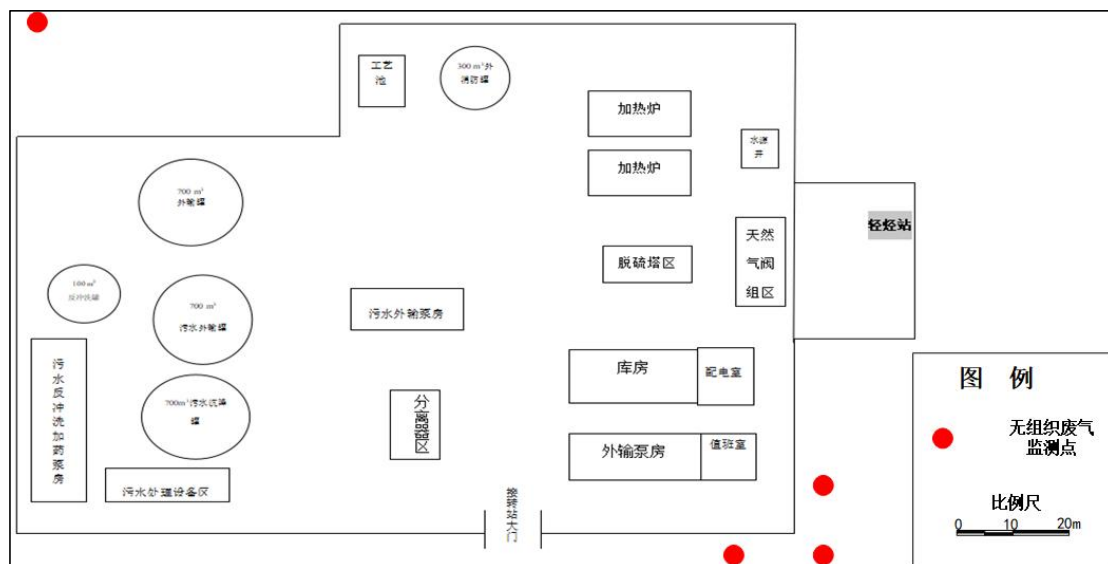 工艺
池
300 m³外
消防罐
加热炉
水源
井
加热炉
700 m³
外输罐
轻烃站
天然
气阀
组区
脱硫塔区
100 m³
反冲洗罐
700 m³
污水外输罐
污水外输泵房
污水反冲洗加药泵房
库房
配电室
700m³污水沉降
罐
分离器区
外输泵房
值班室
污水处理设备区
接转站大门
图 例
无组织废气
监测点
比例尺
0 10 20m